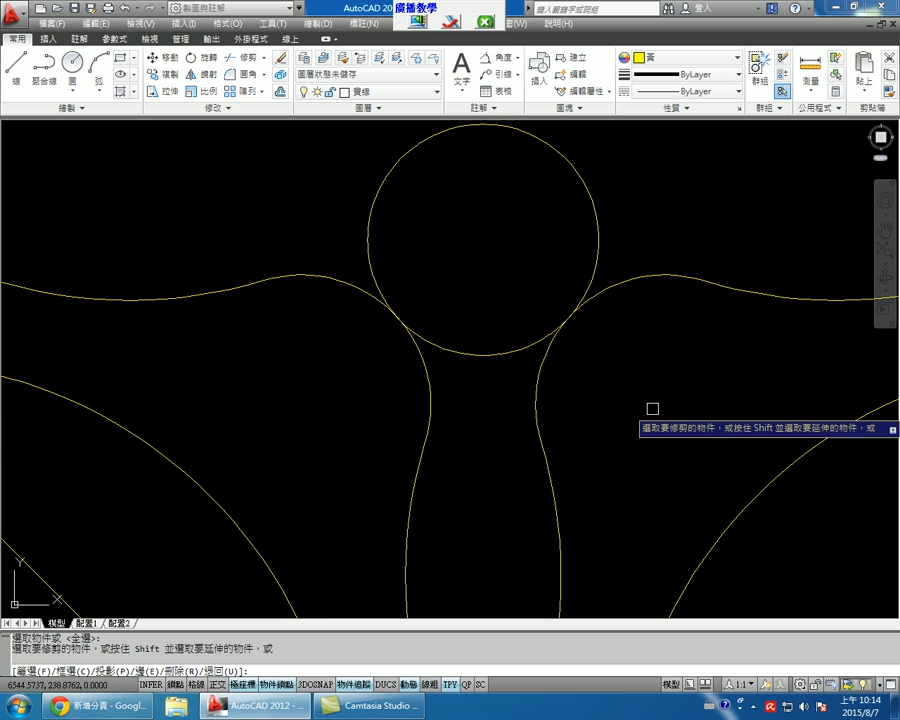 製圖與註解
AutoCAD 20
廣播教學
鍵入關鍵字或片語
登入
檔案(F) 編輯(E) 檢視(V) 插入(I) 格式(O) 工具(T) 繪製(D) 標註(N) 窗(W) 說明(H)
常用 插入 註解 參數式 檢視 管理 輸出 外掛程式 線上
線 聚合線 圓 弧
移動 旋轉 修剪
複製 鏡射 圓角
拉伸 比例 陣列
圖層狀態未儲存
實線
文字
角度
引線
表格
插入
建立
編輯
編輯屬性
黃
ByLayer
ByLayer
群組
測量
貼上
繪製 修改 圖層 註解 圖塊 性質 群組 公用程式 剪貼簿
選取要修剪的物件，或按住 Shift 並選取要延伸的物件，或
Y
X
模型 配置1 配置2
選取物件或 <全選>:
選取要修剪的物件，或按住 Shift 並選取要延伸的物件，或
[籬選(F)/框選(C)/投影(P)/邊(E)/刪除(R)/退回(U)]:
6544.5737, 238.8762, 0.0000 INFER 鎖點 格線 正交 極座標 物件鎖點 3DOSNAP 物件追蹤 DUCS 動態 線粗 TPY QP SC 模型 1:1
新增分頁 - Googl... AutoCAD 2012 - ... Camtasia Studio ...
上午 10:14
2015/8/7